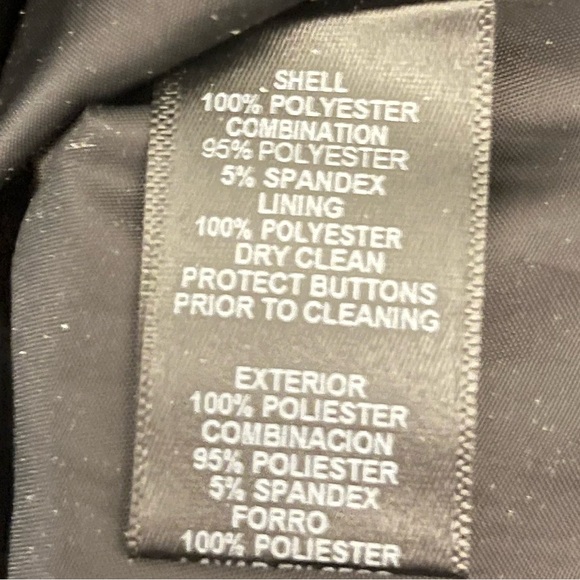 SHELL
100% POLYESTER
COMBINATION
95% POLYESTER
5% SPANDEX
LINING
100% POLYESTER
DRY CLEAN
PROTECT BUTTONS
PRIOR TO CLEANING
EXTERIOR
100% POLIESTER
COMBINACION
95% POLIESTER
5% SPANDEX
FORRO
100% POLIESTER